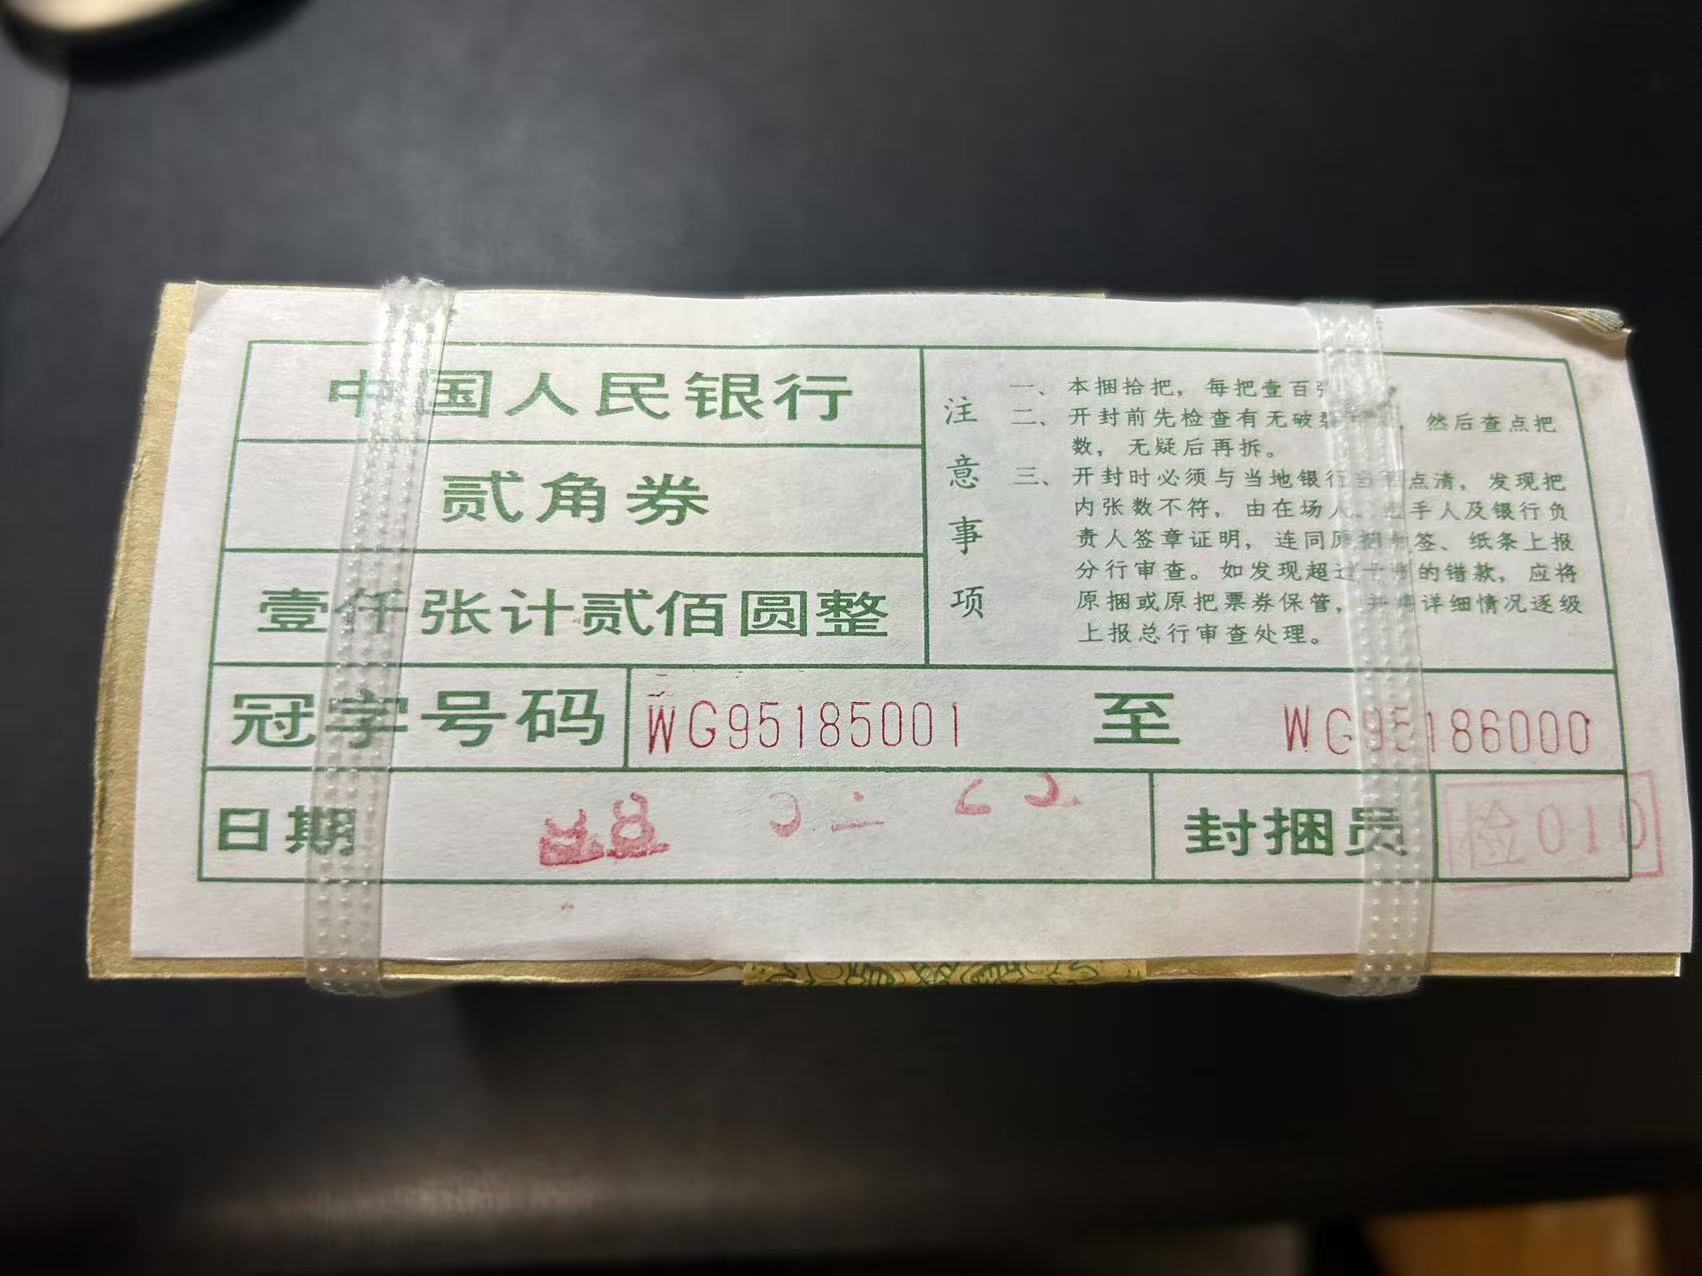 中国人民银行
贰角券
壹仟张计贰佰圆整
注意事项
一、本捆拾把，每把壹百张
二、开封前先检查有无破裂，然后查点把
数，无疑后再拆。
三、开封时必须与当地银行当面点清，发现把
内张数不符，由在场人、经手人及银行负
责人签章证明，连同原捆封签、纸条上报
分行审查。如发现超过十张的错款，应将
原捆或原把票券保管，并将详细情况逐级
上报总行审查处理。
冠字号码 WG95185001 至 WG95186000
日期
封捆员 检010